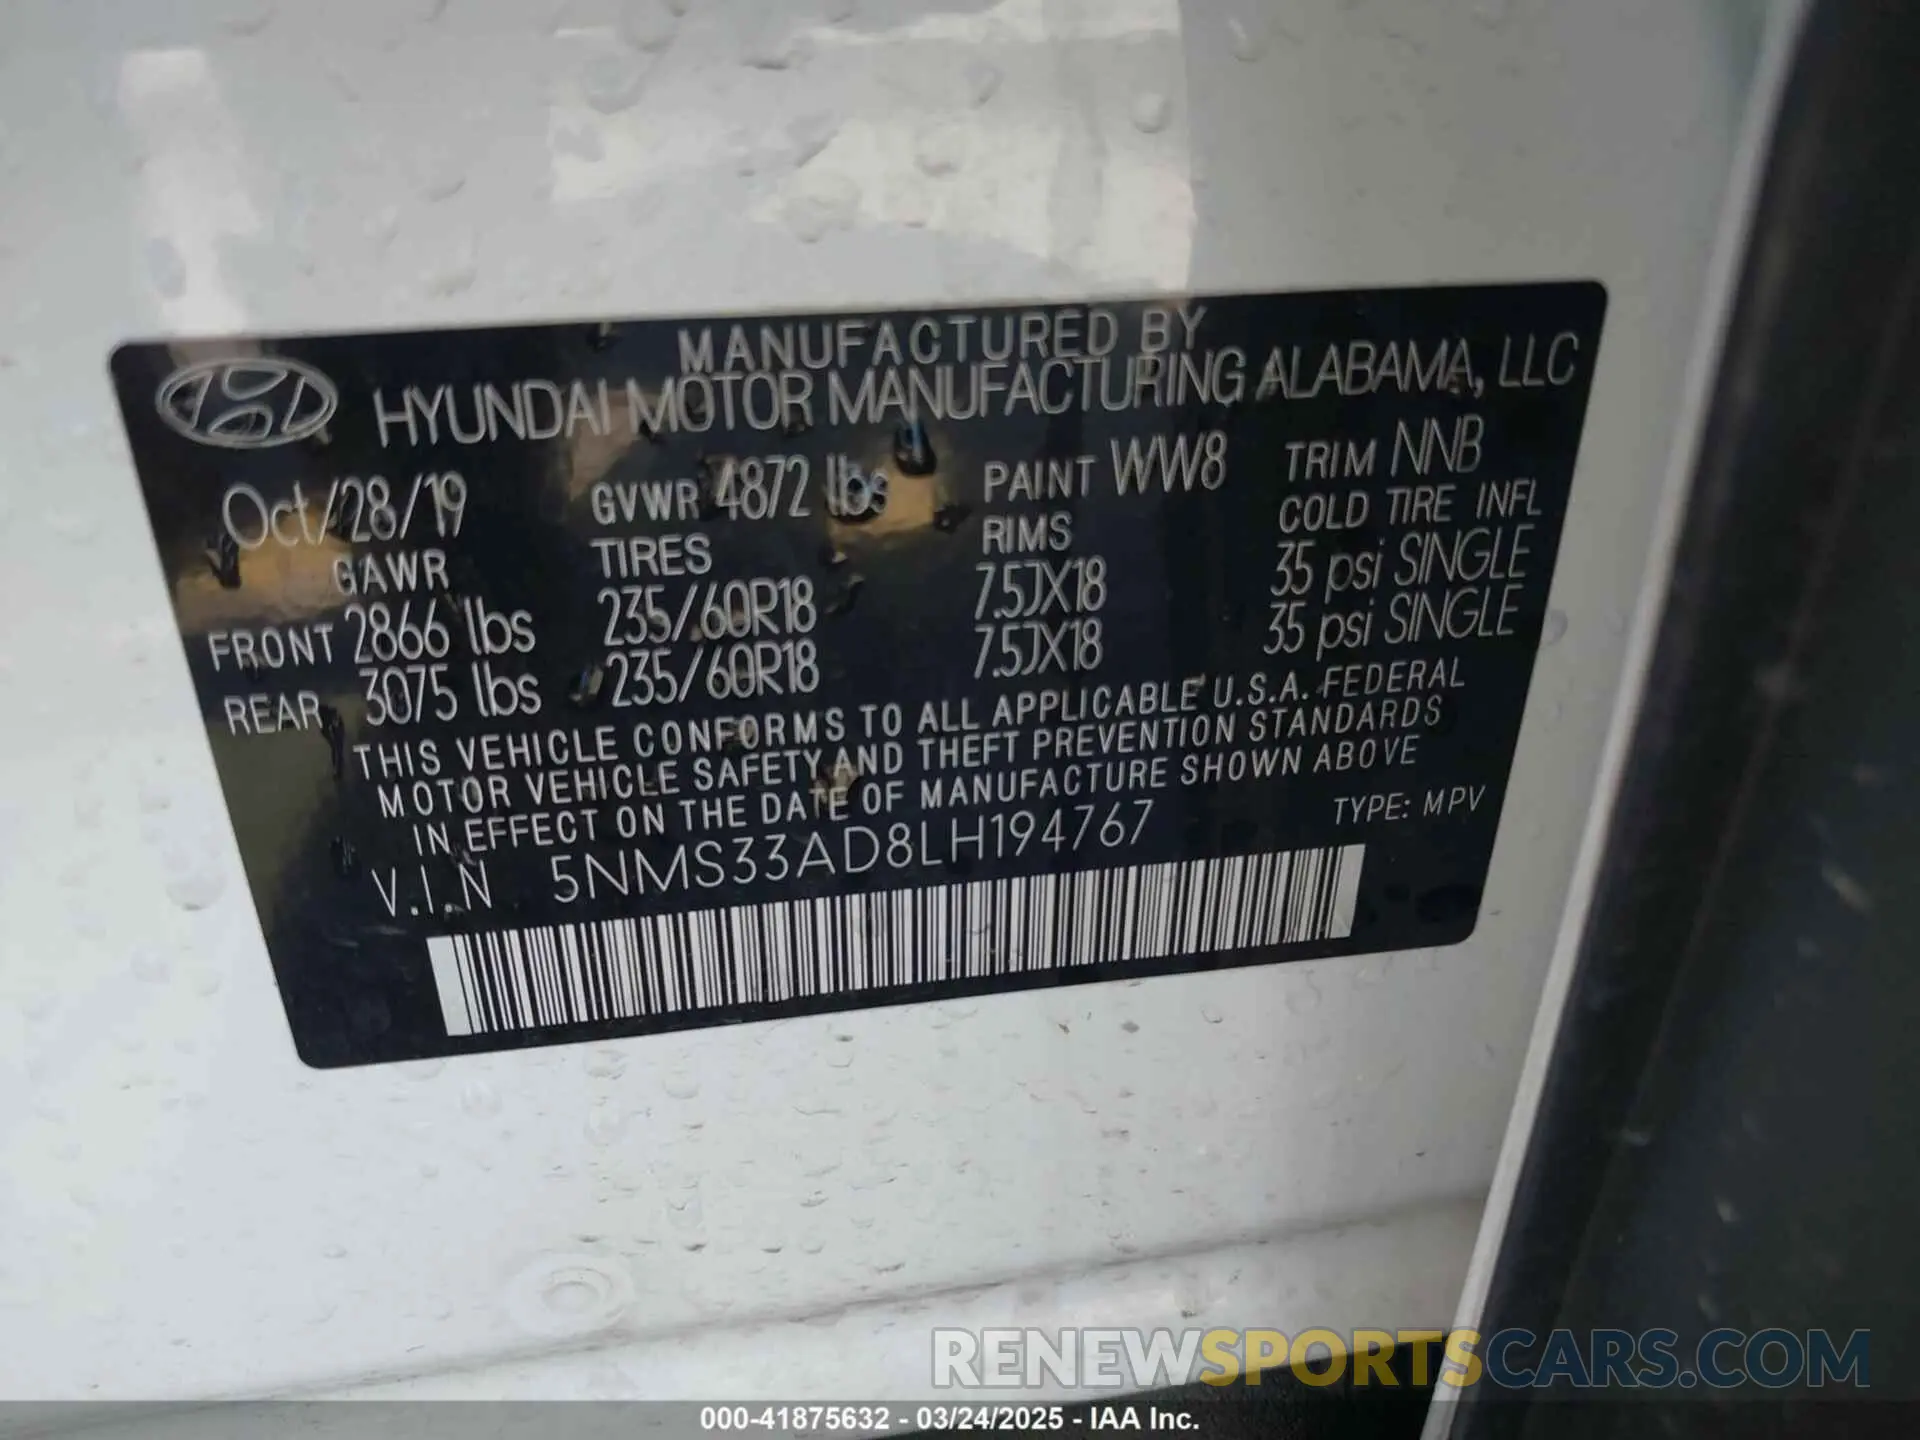 MANUFACTURED BY
HYUNDAI MOTOR MANUFACTURING ALABAMA, LLC
Oct/28/19 GVWR 4872 lbs PAINT WW8 TRIM NNB
GAWR TIRES RIMS COLD TIRE INFL
FRONT 2866 lbs 235/60R18 7.5JX18 35 psi SINGLE
REAR 3075 lbs 235/60R18 7.5JX18 35 psi SINGLE
THIS VEHICLE CONFORMS TO ALL APPLICABLE U.S.A. FEDERAL
MOTOR VEHICLE SAFETY AND THEFT PREVENTION STANDARDS
IN EFFECT ON THE DATE OF MANUFACTURE SHOWN ABOVE
V.I.N 5NMS33AD8LH194767 TYPE: MPV
RENEWSPORTSCARS.COM
000-41875632 - 03/24/2025 - IAA Inc.